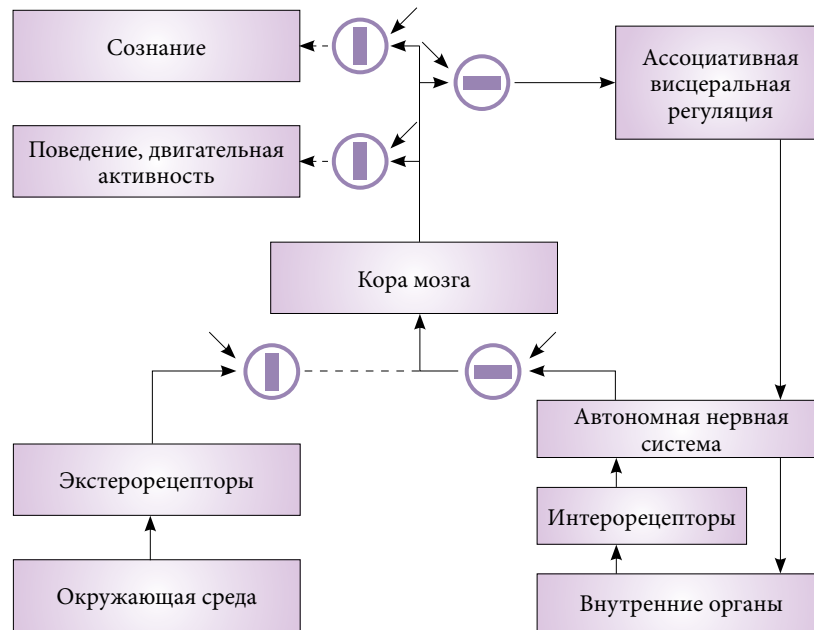 Сознание
Ассоциативная
висцеральная
регуляция
Поведение, двигательная
активность
Кора мозга
Автономная нервная
система
Экстерорецепторы
Интерорецепторы
Окружающая среда
Внутренние органы